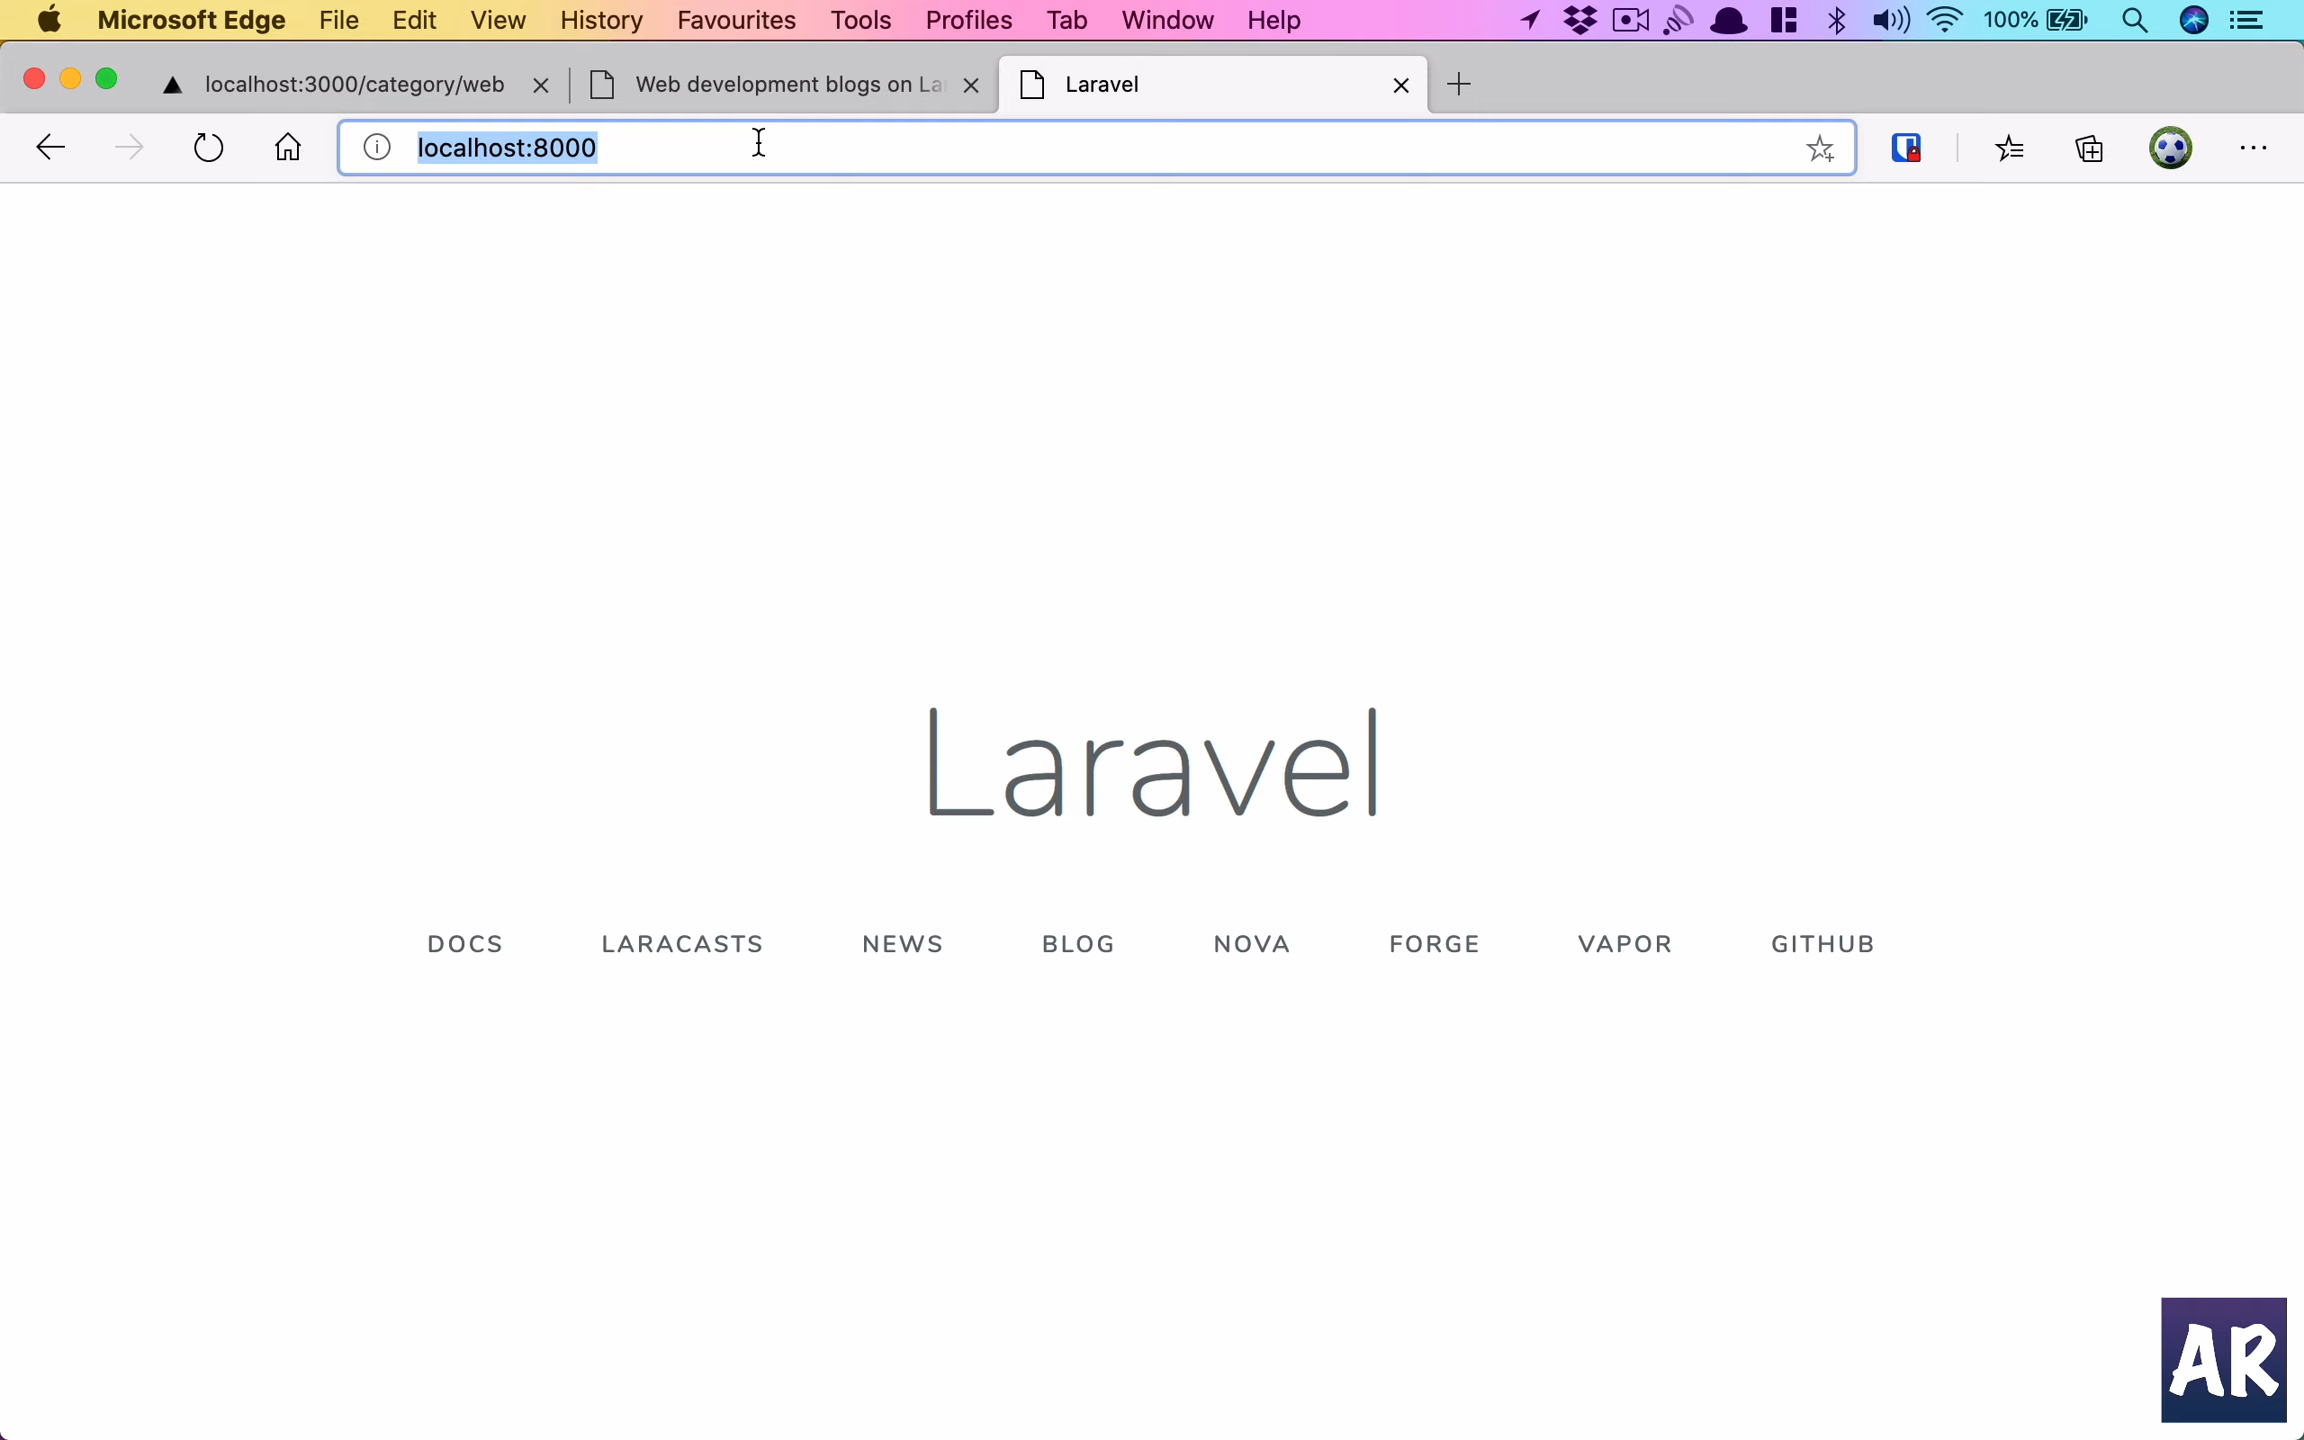 Microsoft Edge File Edit View History Favourites Tools Profiles Tab Window Help 100%
localhost:3000/category/web Web development blogs on La Laravel
localhost:8000
Laravel
DOCS LARACASTS NEWS BLOG NOVA FORGE VAPOR GITHUB
AR